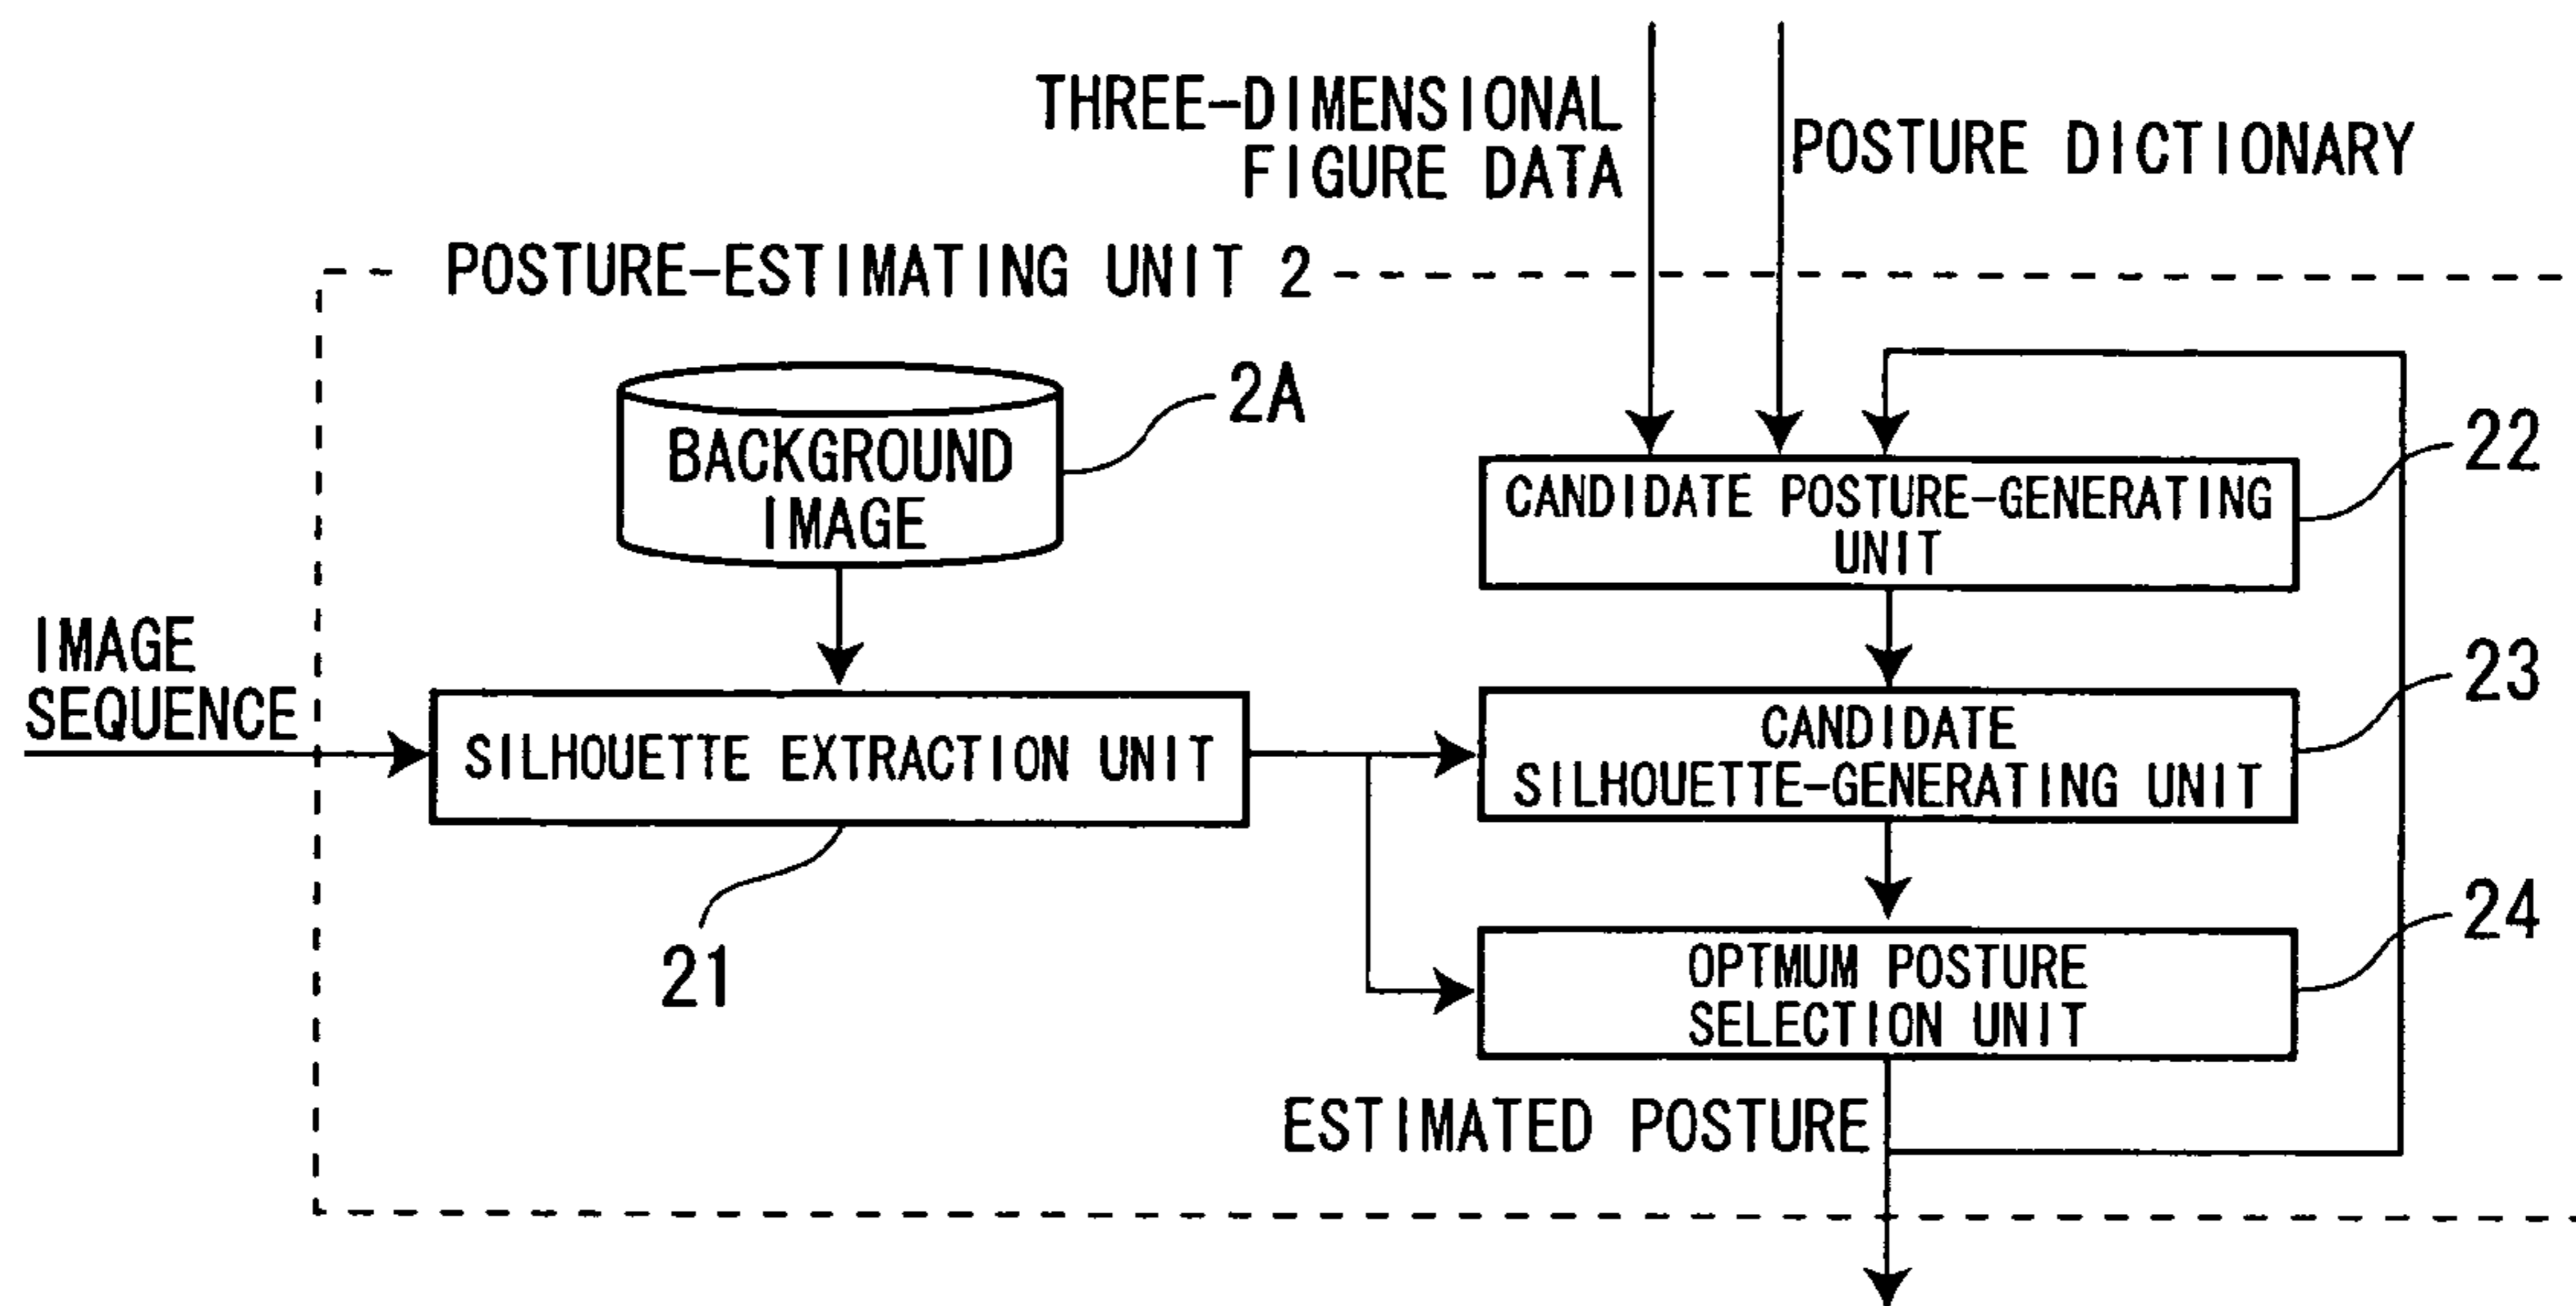 THREE-DIMENSIONAL
FIGURE DATA
POSTURE DICTIONARY
POSTURE-ESTIMATING UNIT 2
2A
BACKGROUND
IMAGE
22
CANDIDATE POSTURE-GENERATING
UNIT
IMAGE
SEQUENCE
SILHOUETTE EXTRACTION UNIT
21
23
CANDIDATE
SILHOUETTE-GENERATING UNIT
24
OPTMUM POSTURE
SELECTION UNIT
ESTIMATED POSTURE